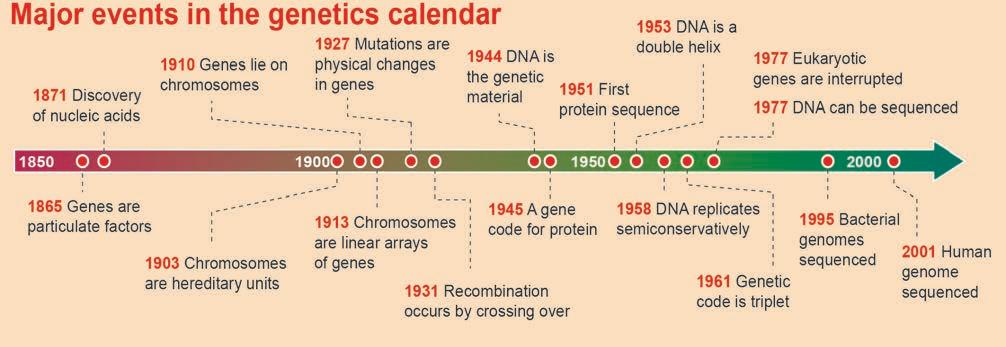 Major events in the genetics calendar
1871 Discovery
of nucleic acids
1910 Genes lie on
chromosomes
1927 Mutations are
physical changes
in genes
1944 DNA is
the genetic
material
1951 First
protein sequence
1953 DNA is a
double helix
1977 Eukaryotic
genes are interrupted
1977 DNA can be sequenced
1850
1900
1950
2000
1865 Genes are
particulate factors
1903 Chromosomes
are hereditary units
1913 Chromosomes
are linear arrays
of genes
1931 Recombination
occurs by crossing over
1945 A gene
code for protein
1958 DNA replicates
semiconservatively
1961 Genetic
code is triplet
1995 Bacterial
genomes
sequenced
2001 Human
genome
sequenced